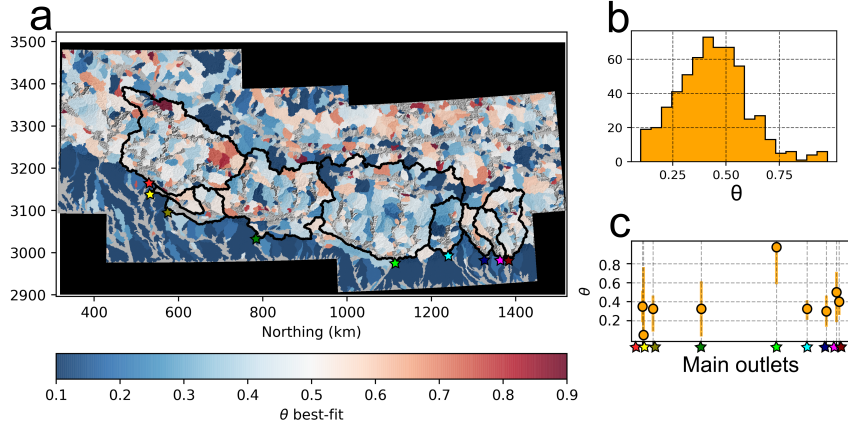 a
3500
3400
3300
3200
3100
3000
2900
400 600 800 1000 1200 1400
Northing (km)
0.1 0.2 0.3 0.4 0.5 0.6 0.7 0.8 0.9
θ best-fit
b
60
40
20
0
0.25 0.50 0.75
θ
c
0.8
0.6
0.4
0.2
θ
Main outlets